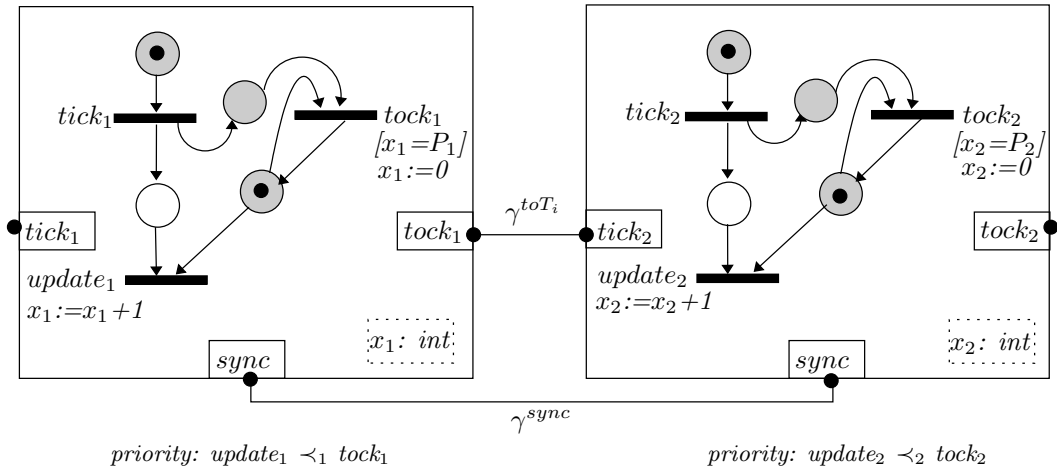 tick₁
tock₁
[x₁=P₁]
x₁:=0
tick₁
tock₁
update₁
x₁:=x₁+1
x₁: int
sync
γ^{toT_i}
tick₂
tock₂
[x₂=P₂]
x₂:=0
tick₂
tock₂
update₂
x₂:=x₂+1
x₂: int
sync
γ^{sync}
priority: update₁ ≺₁ tock₁
priority: update₂ ≺₂ tock₂